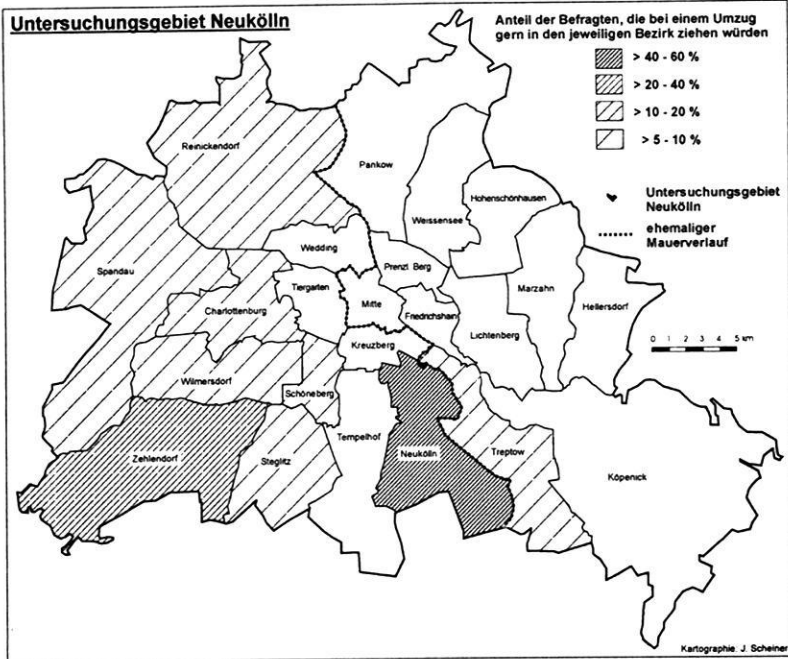 Untersuchungsgebiet Neukölln
Anteil der Befragten, die bei einem Umzug
gern in den jeweiligen Bezirk ziehen würden
> 40 - 60 %
> 20 - 40 %
> 10 - 20 %
> 5 - 10 %
Untersuchungsgebiet
Neukölln
ehemaliger
Mauerverlauf
0 1 2 3 4 5 km
Reinickendorf
Pankow
Weissensee
Hohenschönhausen
Wedding
Prenzl. Berg
Spandau
Tiergarten
Mitte
Marzahn
Hellersdorf
Charlottenburg
Friedrichshain
Lichtenberg
Kreuzberg
Wilmersdorf
Schöneberg
Tempelhof
Zehlendorf
Steglitz
Neukölln
Treptow
Köpenick
Kartographie: J. Scheiner